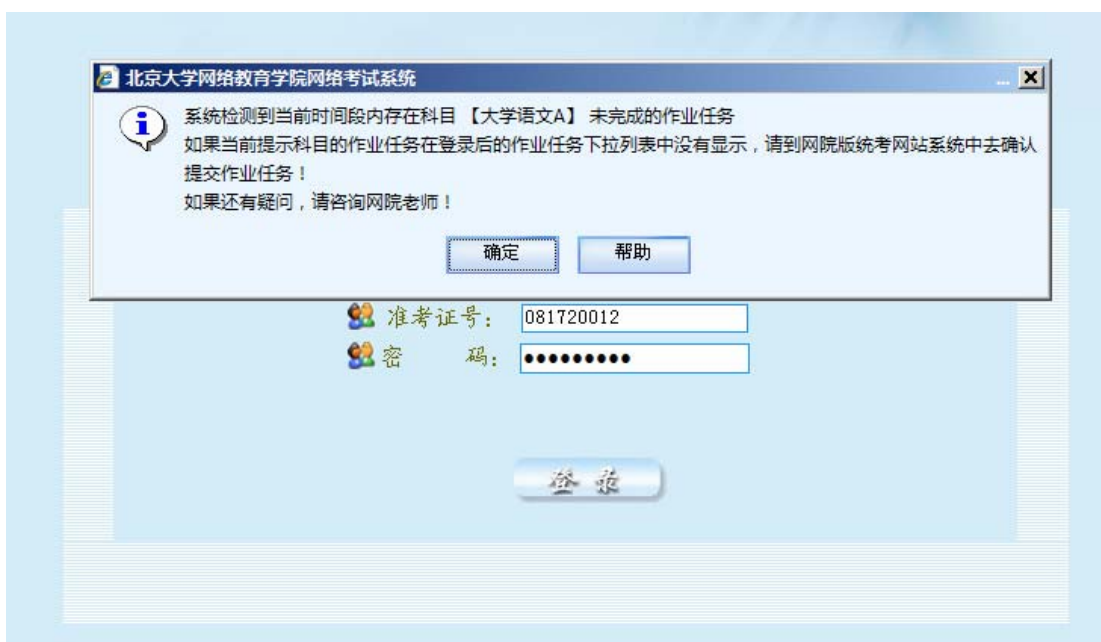 北京大学网络教育学院网络考试系统
系统检测到当前时间段内存在科目 【大学语文A】 未完成的作业任务
如果当前提示科目的作业任务在登录后的作业任务下拉列表中没有显示，请到网院版统考网站系统中去确认
提交作业任务！
如果还有疑问，请咨询网院老师！
确定 帮助
准考证号： 081720012
密 码： ●●●●●●●●●
登录